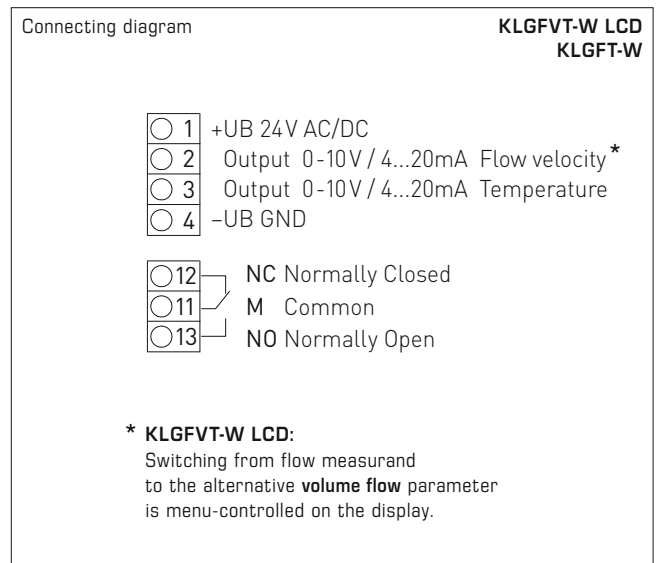 Connecting diagram KLGFVT-W LCD
KLGFT-W
1 +UB 24V AC/DC
2 Output 0-10V / 4...20mA Flow velocity*
3 Output 0-10V / 4...20mA Temperature
4 –UB GND
12 NC Normally Closed
11 M Common
13 NO Normally Open
* KLGFVT-W LCD:
Switching from flow measurand
to the alternative volume flow parameter
is menu-controlled on the display.